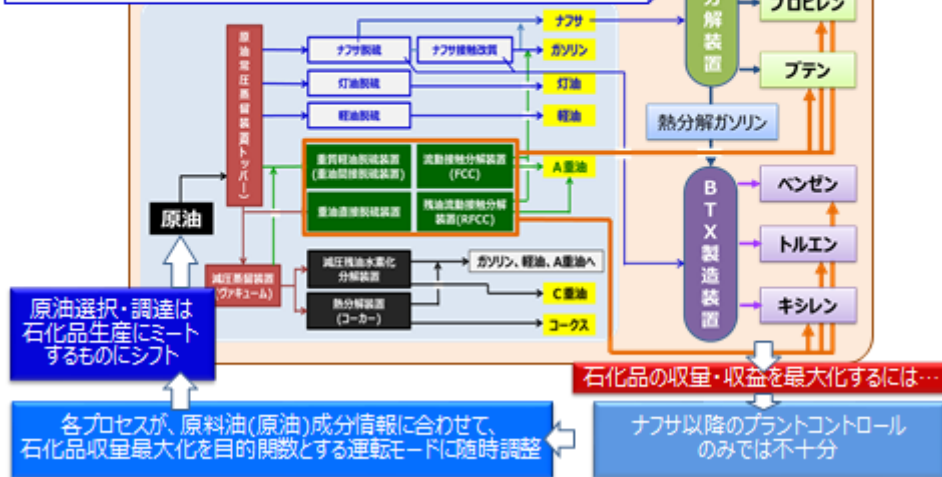 ナフサ
プロピレン
分解装置
原油常圧蒸留装置(トッパー)
ナフサ脱硫
ナフサ接触改質
ガソリン
灯油脱硫
灯油
ブテン
軽油脱硫
軽油
熱分解ガソリン
重質軽油脱硫装置
(重油間接脱硫装置)
流動接触分解装置
(FCC)
A重油
重油直接脱硫装置
残油流動接触分解
装置(RFCC)
BTX製造装置
ベンゼン
トルエン
キシレン
原油
減圧蒸留装置
(ヴァキューム)
減圧残油水素化
分解装置
ガソリン、軽油、A重油へ
C重油
熱分解装置
(コーカー)
コークス
原油選択・調達は
石化品生産にミート
するものにシフト
石化品の収量・収益を最大化するには…
各プロセスが、原料油(原油)成分情報に合わせて、
石化品収量最大化を目的関数とする運転モードに随時調整
ナフサ以降のプラントコントロール
のみでは不十分